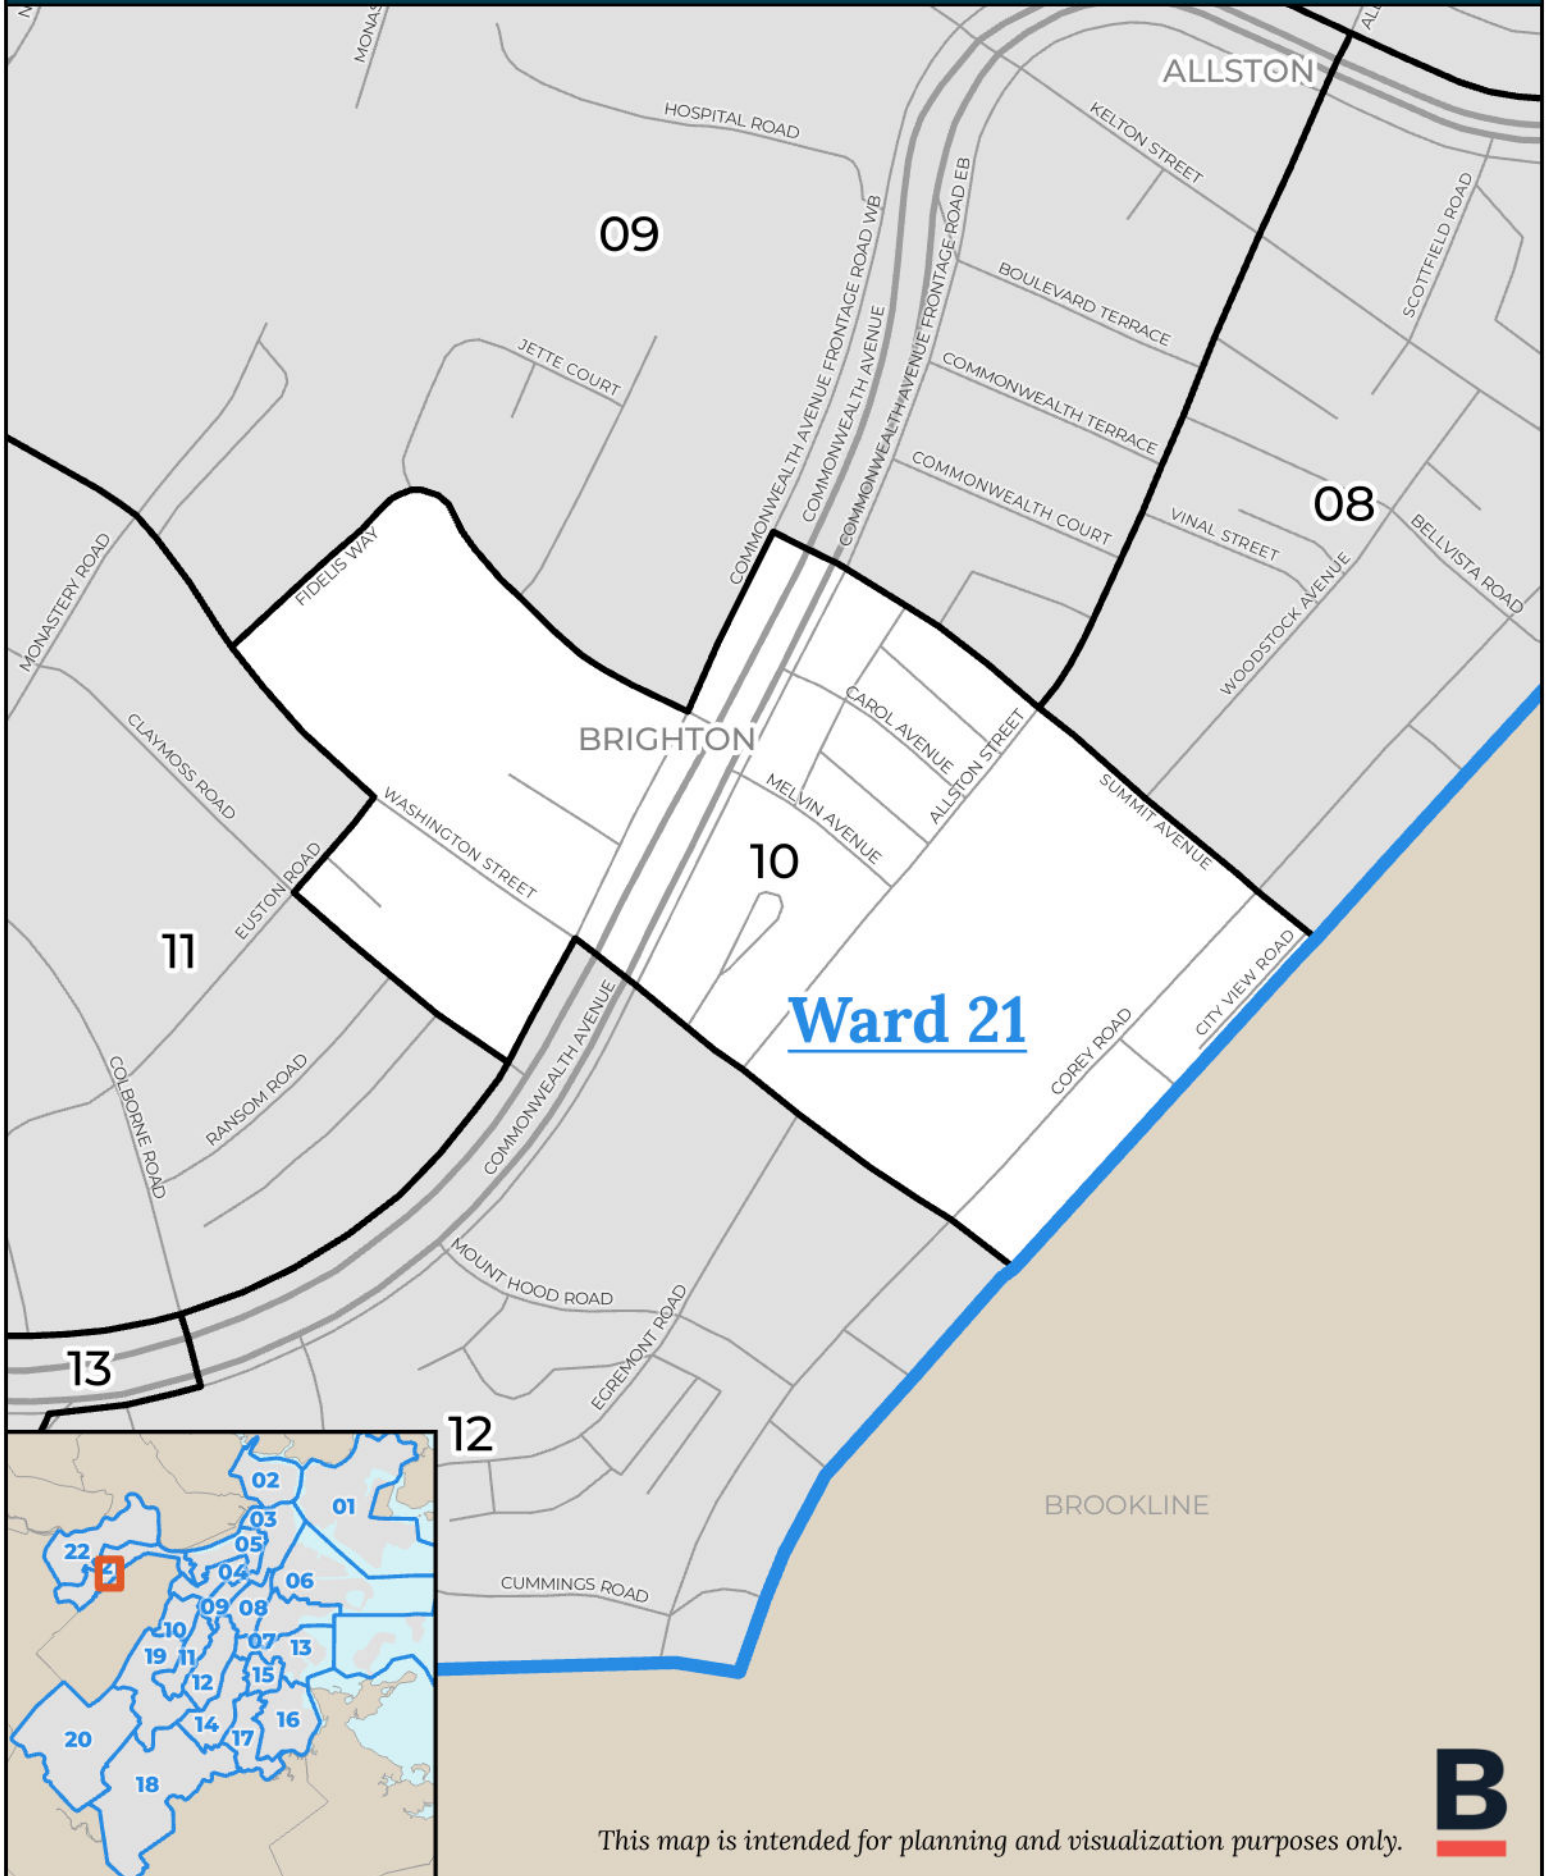 MONAS
ALL
ALLSTON
HOSPITAL ROAD
KELTON STREET
SCOTTFIELD ROAD
09
COMMONWEALTH AVENUE FRONTAGE ROAD WB
COMMONWEALTH AVENUE
COMMONWEALTH AVENUE FRONTAGE ROAD EB
BOULEVARD TERRACE
JETTE COURT
COMMONWEALTH TERRACE
COMMONWEALTH COURT
08
VINAL STREET
BELLVISTA ROAD
WOODSTOCK AVENUE
FIDELIS WAY
MONASTERY ROAD
CLAYMOSS ROAD
BRIGHTON
CAROL AVENUE
ALLSTON STREET
SUMMIT AVENUE
MELVIN AVENUE
WASHINGTON STREET
10
EUSTON ROAD
11
Ward 21
CITY VIEW ROAD
COREY ROAD
COMMONWEALTH AVENUE
COLBORNE ROAD
RANSOM ROAD
MOUNT HOOD ROAD
EGREMONT ROAD
13
12
BROOKLINE
CUMMINGS ROAD
02
01
03
05
22
21
04
06
09
08
10
07
13
19
11
12
15
14
16
17
20
18
This map is intended for planning and visualization purposes only.
B